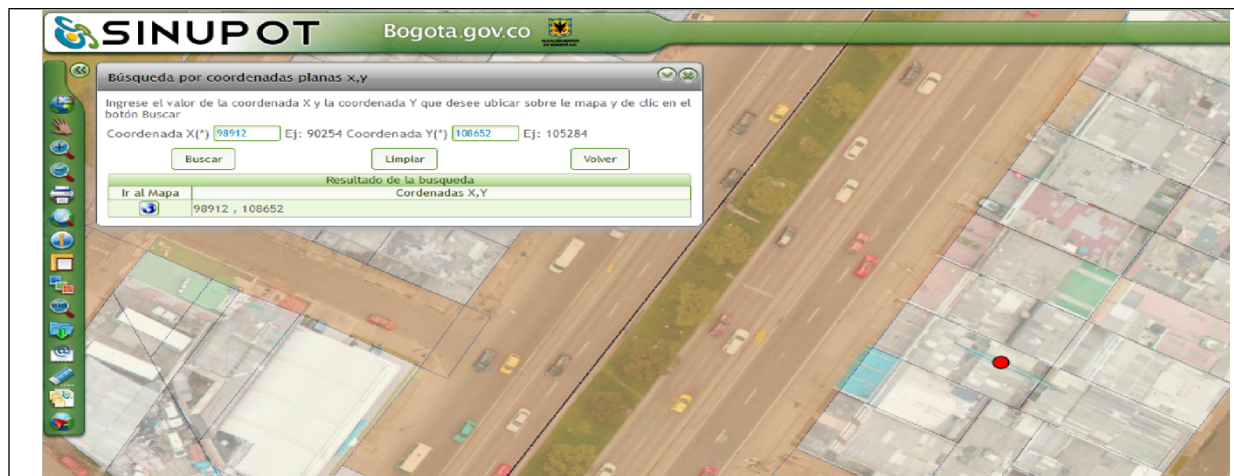 SINUPOT Bogota.gov.co
Búsqueda por coordenadas planas x,y
Ingrese el valor de la coordenada X y la coordenada Y que desee ubicar sobre le mapa y de clic en el
botón Buscar
Coordenada X(*) 98912 Ej: 90254 Coordenada Y(*) 108652 Ej: 105284
Buscar Limpiar Volver
Resultado de la busqueda
Ir al Mapa Cordenadas X,Y
98912 , 108652